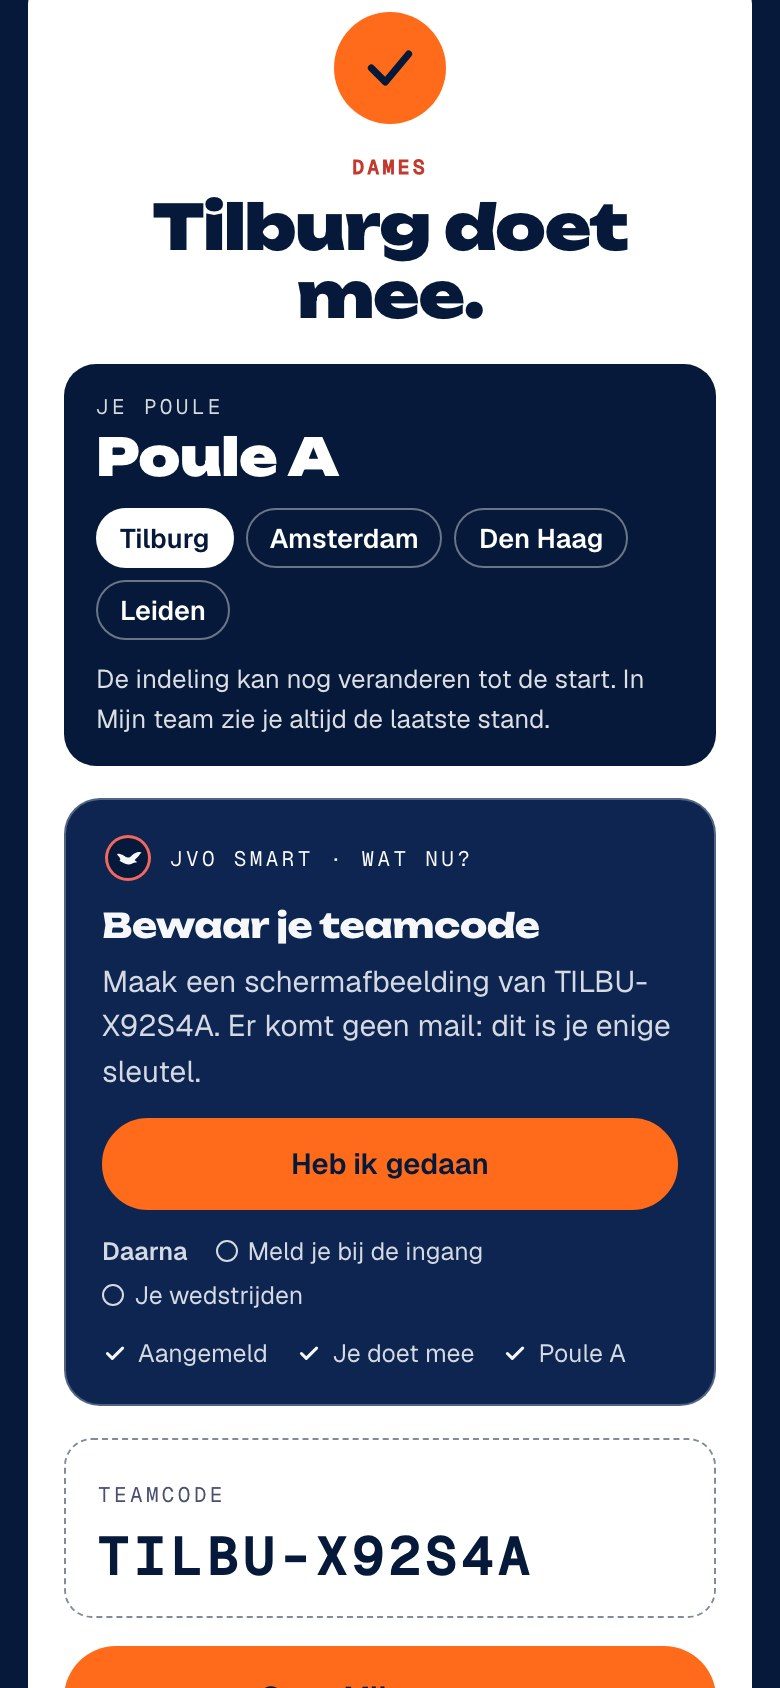 DAMES
Tilburg doet
mee.
JE POULE
Poule A
Tilburg Amsterdam Den Haag
Leiden
De indeling kan nog veranderen tot de start. In
Mijn team zie je altijd de laatste stand.
JVO SMART · WAT NU?
Bewaar je teamcode
Maak een schermafbeelding van TILBU-
X92S4A. Er komt geen mail: dit is je enige
sleutel.
Heb ik gedaan
Daarna Meld je bij de ingang
Je wedstrijden
Aangemeld Je doet mee Poule A
TEAMCODE
TILBU-X92S4A